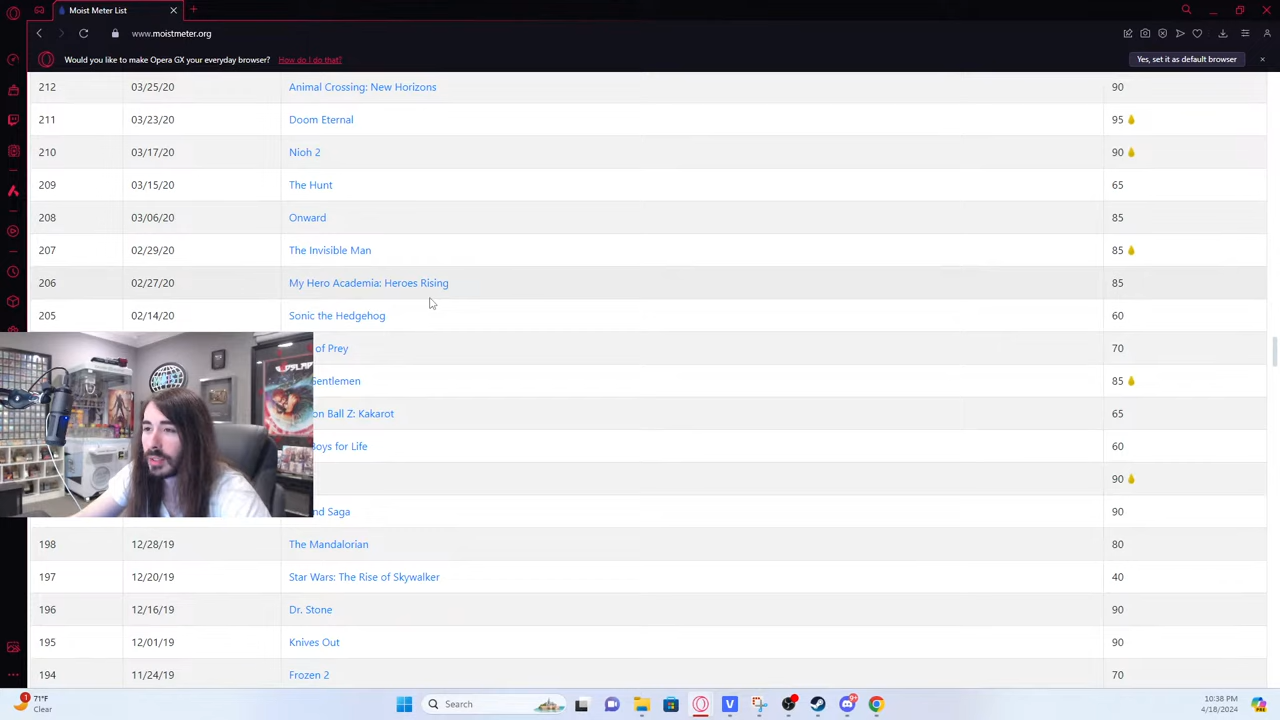 Moist Meter List
www.moistmeter.org
Would you like to make Opera GX your everyday browser? How do I do that? Yes, set it as default browser
212 03/25/20 Animal Crossing: New Horizons 90
211 03/23/20 Doom Eternal 95
210 03/17/20 Nioh 2 90
209 03/15/20 The Hunt 65
208 03/06/20 Onward 85
207 02/29/20 The Invisible Man 85
206 02/27/20 My Hero Academia: Heroes Rising 85
205 02/14/20 Sonic the Hedgehog 60
of Prey 70
Gentlemen 85
on Ball Z: Kakarot 65
Boys for Life 60
90
nd Saga 90
198 12/28/19 The Mandalorian 80
197 12/20/19 Star Wars: The Rise of Skywalker 40
196 12/16/19 Dr. Stone 90
195 12/01/19 Knives Out 90
194 11/24/19 Frozen 2 70
1 71°F
Clear
Search
10:38 PM
4/18/2024